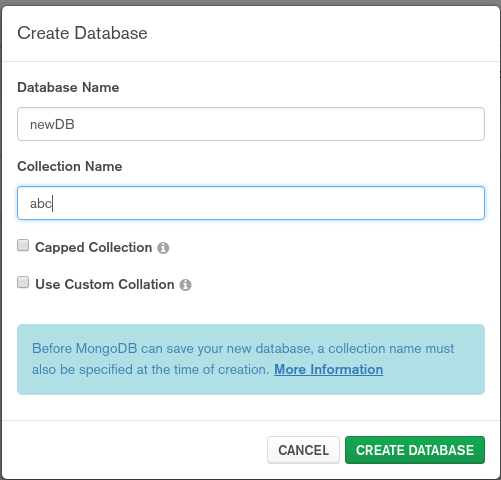 Create Database
Database Name
newDB
Collection Name
abc
Capped Collection
Use Custom Collation
Before MongoDB can save your new database, a collection name must
also be specified at the time of creation. More Information
CANCEL CREATE DATABASE